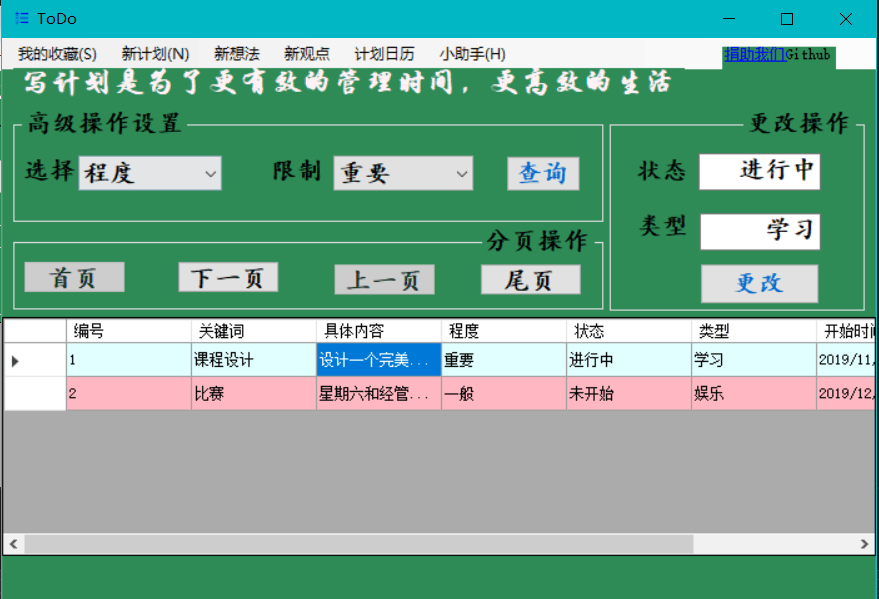 ToDo
我的收藏(S) 新计划(N) 新想法 新观点 计划日历 小助手(H) 捐助我们Github
写计划是为了更有效的管理时间，更高效的生活
高级操作设置 更改操作
选择 程度 限制 重要 查询 状态 进行中
类型 学习
分页操作
首页 下一页 上一页 尾页 更改
编号 关键词 具体内容 程度 状态 类型 开始时间
1 课程设计 设计一个完美... 重要 进行中 学习 2019/11/
2 比赛 星期六和经管... 一般 未开始 娱乐 2019/12/